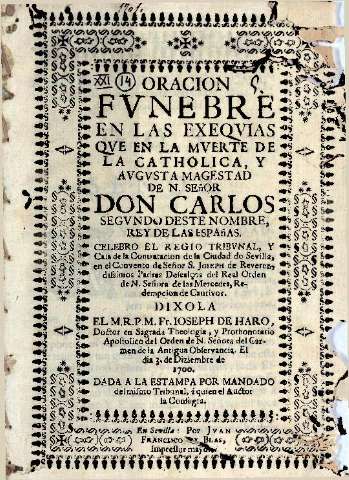 XXI 14
ORACION
FVNEBRE
EN LAS EXEQVIAS
QVE EN LA MVERTE DE
LA CATHOLICA, Y
AVGVSTA MAGESTAD
DE N. SEÑOR
DON CARLOS
SEGVNDO DESTE NOMBRE,
REY DE LAS ESPAÑAS.
CELEBRO EL REGIO TRIBVNAL, Y
Casa de la Contratacion de la Ciudad de Sevilla,
en el Convento de Señor S. Joseph de Reveren-
dissimos Padres Descalços del Real Orden
de N. Señora de las Mercedes, Re-
dempcion de Cautivos.
DIXOLA
EL M.R.P.M. Fr. IOSEPH DE HARO,
Doctor en Sagrada Theologia, y Prothonotario
Apostolico del Orden de N. Señora del Car-
men de la Antigua Observancia, El
dia 3. de Diziembre de
1700.
DADA A LA ESTAMPA POR MANDADO
del mismo Tribunal, à quien el Auctor
la Consagra.
En Sevilla: Por IVAN
FRANCISCO DE BLAS,
Impressor mayor.